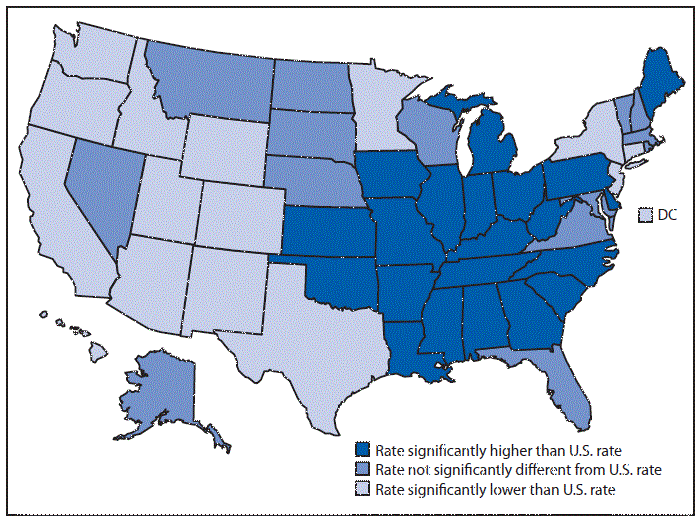 DC
Rate significantly higher than U.S. rate
Rate not significantly different from U.S. rate
Rate significantly lower than U.S. rate